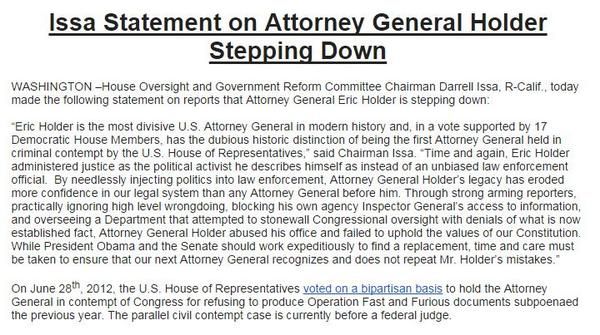 Issa Statement on Attorney General Holder
Stepping Down
WASHINGTON –House Oversight and Government Reform Committee Chairman Darrell Issa, R-Calif., today
made the following statement on reports that Attorney General Eric Holder is stepping down:
“Eric Holder is the most divisive U.S. Attorney General in modern history and, in a vote supported by 17
Democratic House Members, has the dubious historic distinction of being the first Attorney General held in
criminal contempt by the U.S. House of Representatives,” said Chairman Issa. “Time and again, Eric Holder
administered justice as the political activist he describes himself as instead of an unbiased law enforcement
official.  By needlessly injecting politics into law enforcement, Attorney General Holder’s legacy has eroded
more confidence in our legal system than any Attorney General before him. Through strong arming reporters,
practically ignoring high level wrongdoing, blocking his own agency Inspector General’s access to information,
and overseeing a Department that attempted to stonewall Congressional oversight with denials of what is now
established fact, Attorney General Holder abused his office and failed to uphold the values of our Constitution.
While President Obama and the Senate should work expeditiously to find a replacement, time and care must
be taken to ensure that our next Attorney General recognizes and does not repeat Mr. Holder’s mistakes.”
On June 28th, 2012, the U.S. House of Representatives voted on a bipartisan basis to hold the Attorney
General in contempt of Congress for refusing to produce Operation Fast and Furious documents subpoenaed
the previous year. The parallel civil contempt case is currently before a federal judge.